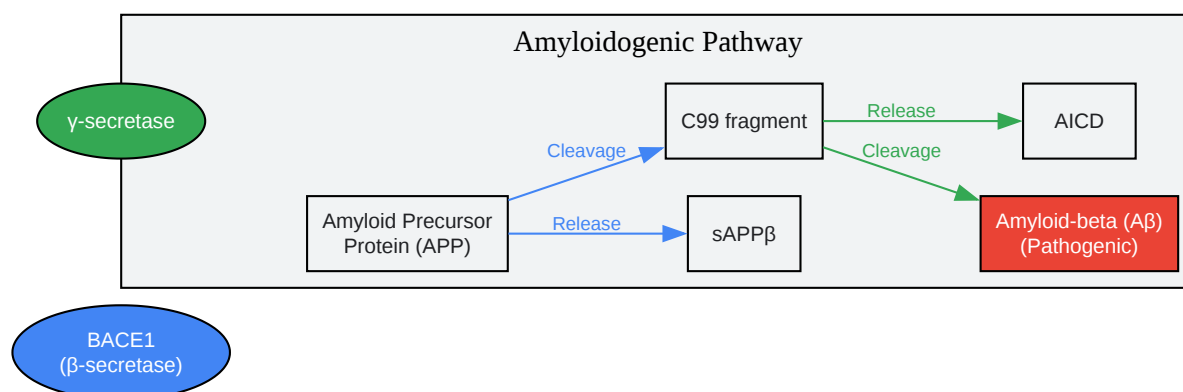 Amyloidogenic Pathway
γ-secretase
C99 fragment
Release
AICD
Cleavage
Cleavage
Amyloid Precursor
Protein (APP)
Release
sAPPβ
Amyloid-beta (Aβ)
(Pathogenic)
BACE1
(β-secretase)